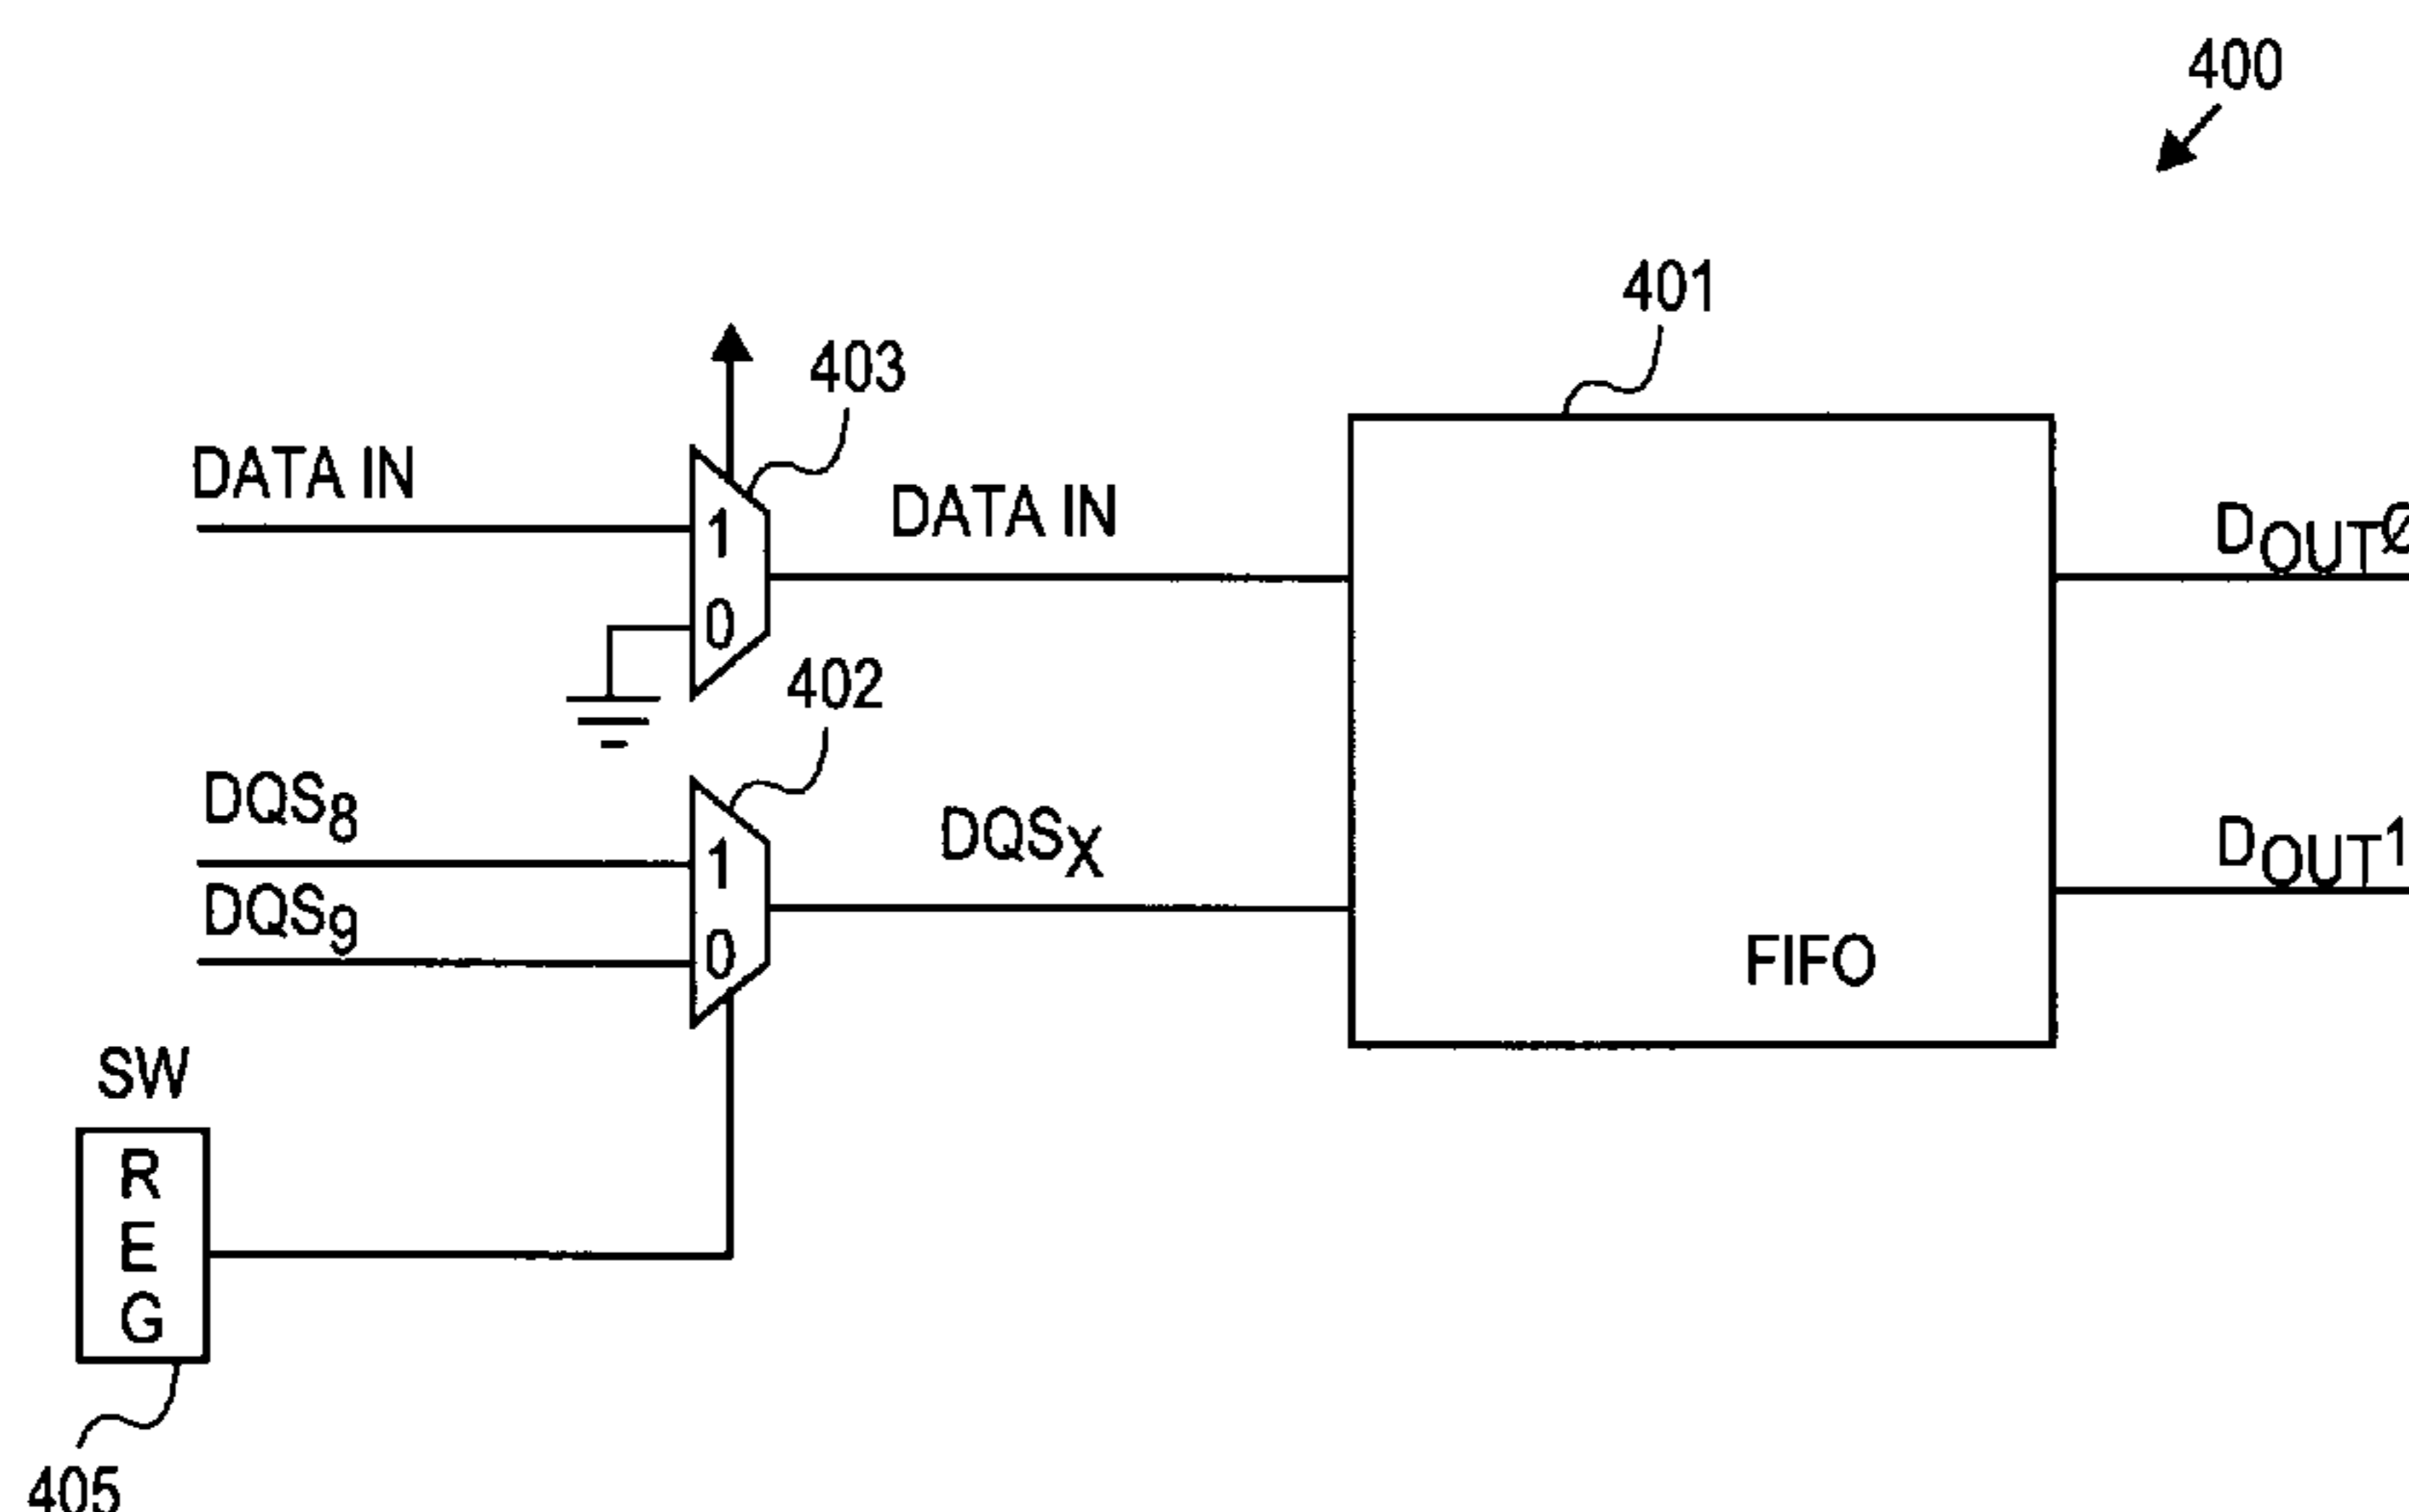 400
401
403
DATA IN
DATA IN
1
0
DOUTØ
402
DQS8
DQSX
1
DOUT1
DQS9
0
FIFO
SW
R
E
G
405